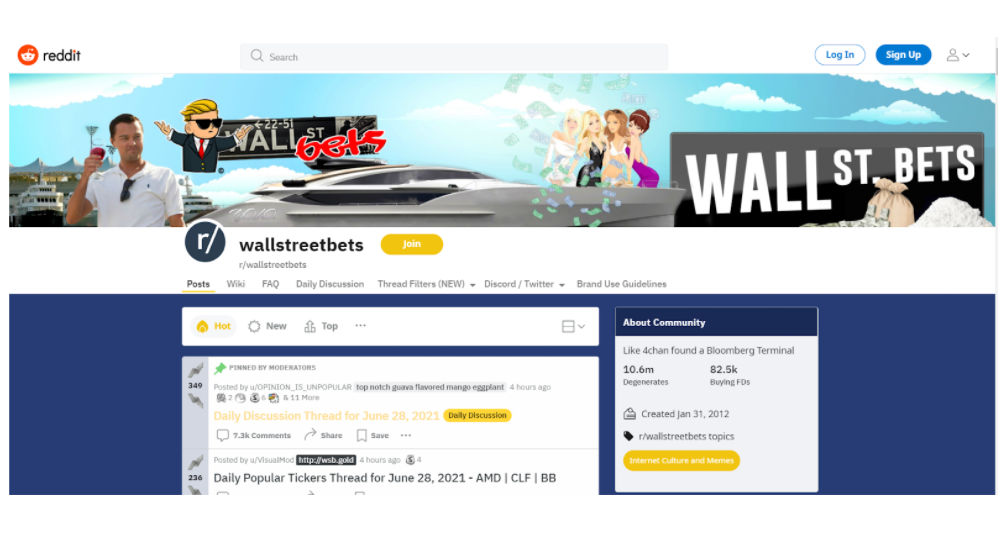 reddit
Search
Log In
Sign Up
22-51
WALL ST
bets
WALL ST. BETS
r/
wallstreetbets
Join
r/wallstreetbets
Posts Wiki FAQ Daily Discussion Thread Filters (NEW) Discord / Twitter Brand Use Guidelines
Hot New Top ...
PINNED BY MODERATORS
349
Posted by u/OPINION_IS_UNPOPULAR top notch guava flavored mango eggplant 4 hours ago
2 6 & 11 More
Daily Discussion Thread for June 28, 2021 Daily Discussion
7.3k Comments Share Save ...
Posted by u/VisualMod http://wsb.gold 4 hours ago 4
236
Daily Popular Tickers Thread for June 28, 2021 - AMD | CLF | BB
About Community
Like 4chan found a Bloomberg Terminal
10.6m 82.5k
Degenerates Buying FDs
Created Jan 31, 2012
r/wallstreetbets topics
Internet Culture and Memes